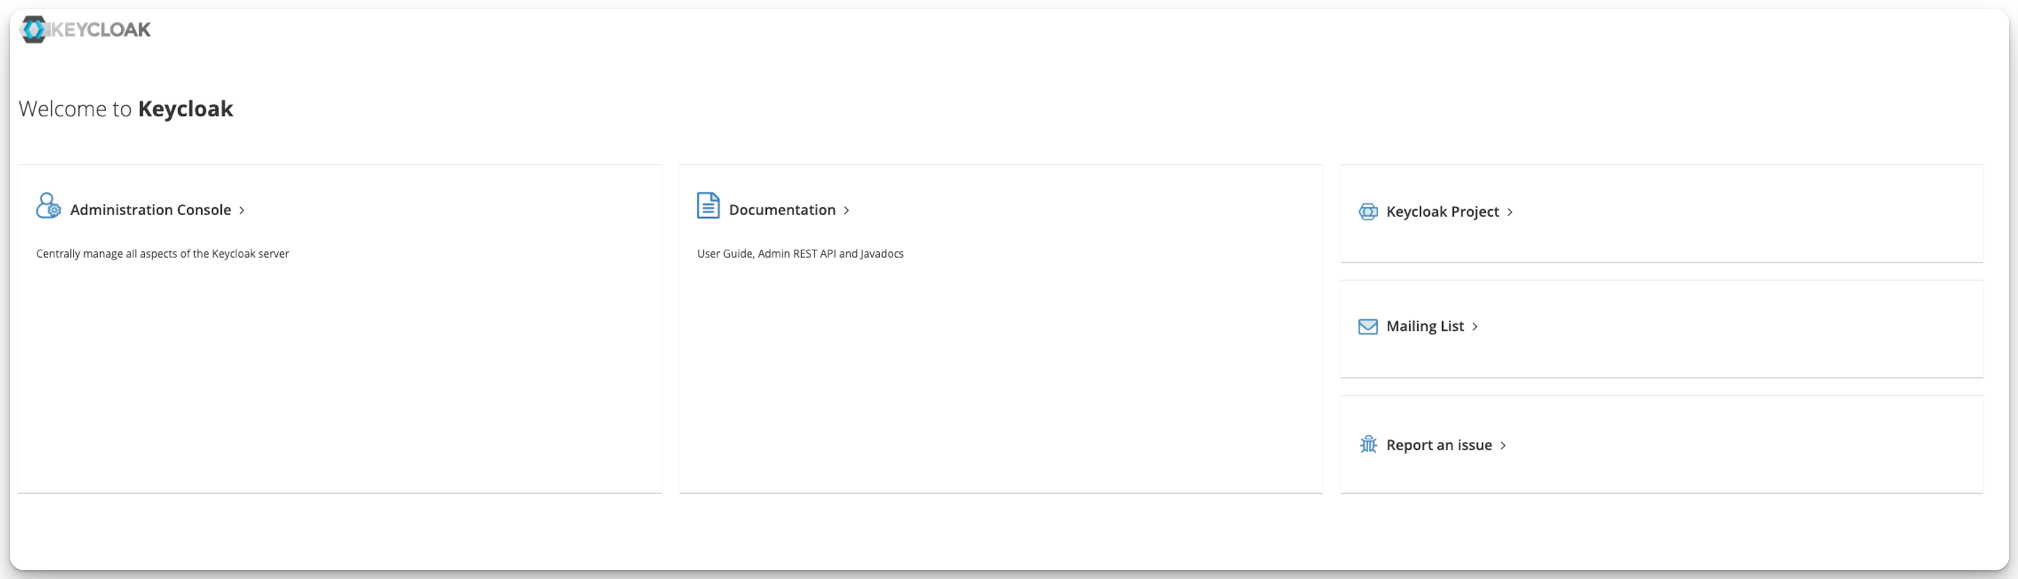 KEYCLOAK
Welcome to Keycloak
Administration Console
Centrally manage all aspects of the Keycloak server
Documentation
User Guide, Admin REST API and Javadocs
Keycloak Project
Mailing List
Report an issue